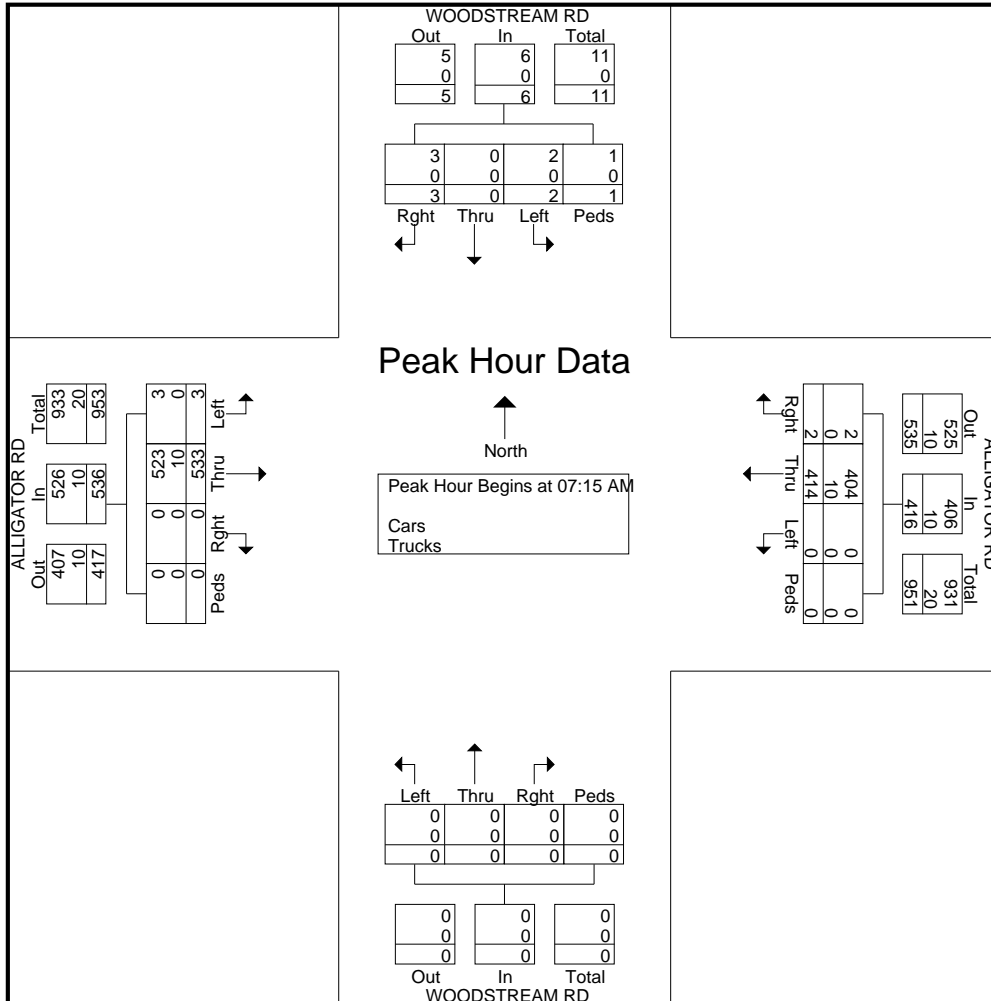 WOODSTREAM RD
Out In Total
5 6 11
0 0 0
5 6 11
3 0 2 1
0 0 0 0
3 0 2 1
Rght Thru Left Peds
Peak Hour Data
North
Peak Hour Begins at 07:15 AM
Cars
Trucks
ALLIGATOR RD
Out In Total
407 526 933
10 10 20
417 536 953
0 0 523 3
0 0 10 0
0 0 533 3
Peds Rght Thru Left
ALLIGATOR RD
Out In Total
525 406 931
10 10 20
535 416 951
2 404 0 0
0 10 0 0
2 414 0 0
Rght Thru Left Peds
Left Thru Rght Peds
0 0 0 0
0 0 0 0
0 0 0 0
0 0 0
0 0 0
0 0 0
Out In Total
WOODSTREAM RD